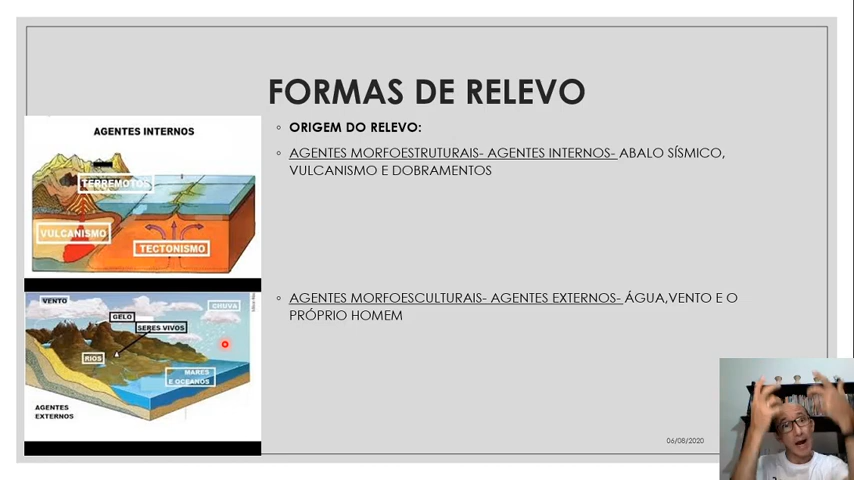 FORMAS DE RELEVO
AGENTES INTERNOS
TERREMOTOS
VULCANISMO
TECTONISMO
◦ ORIGEM DO RELEVO:
◦ AGENTES MORFOESTRUTURAIS- AGENTES INTERNOS- ABALO SÍSMICO,
VULCANISMO E DOBRAMENTOS
VENTO
CHUVA
GELO
SERES VIVOS
RIOS
MARES
E OCEANOS
AGENTES
EXTERNOS
◦ AGENTES MORFOESCULTURAIS- AGENTES EXTERNOS- ÁGUA,VENTO E O
PRÓPRIO HOMEM
06/08/2020